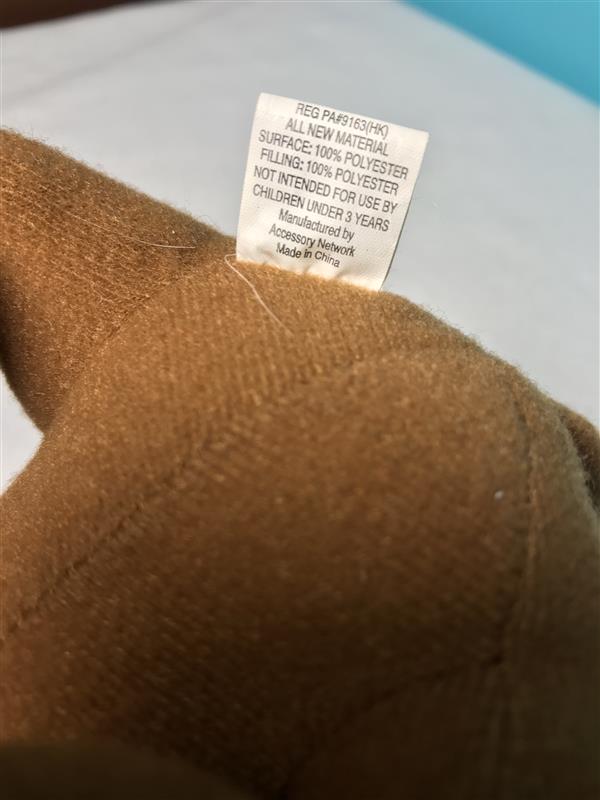 REG PA#9163(HK)
ALL NEW MATERIAL
SURFACE: 100% POLYESTER
FILLING: 100% POLYESTER
NOT INTENDED FOR USE BY
CHILDREN UNDER 3 YEARS
Manufactured by
Accessory Network
Made in China